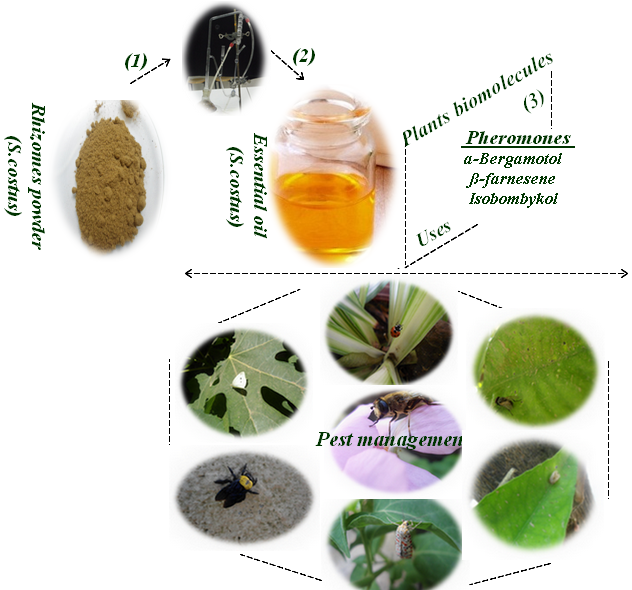 (1)
(2)
Rhizomes powder
(S.costus)
Essential oil
(S.costus)
Plants biomolecules
(3)
Pheromones
α-Bergamotol
β-farnesene
Isobombykol
Uses
Pest managemen